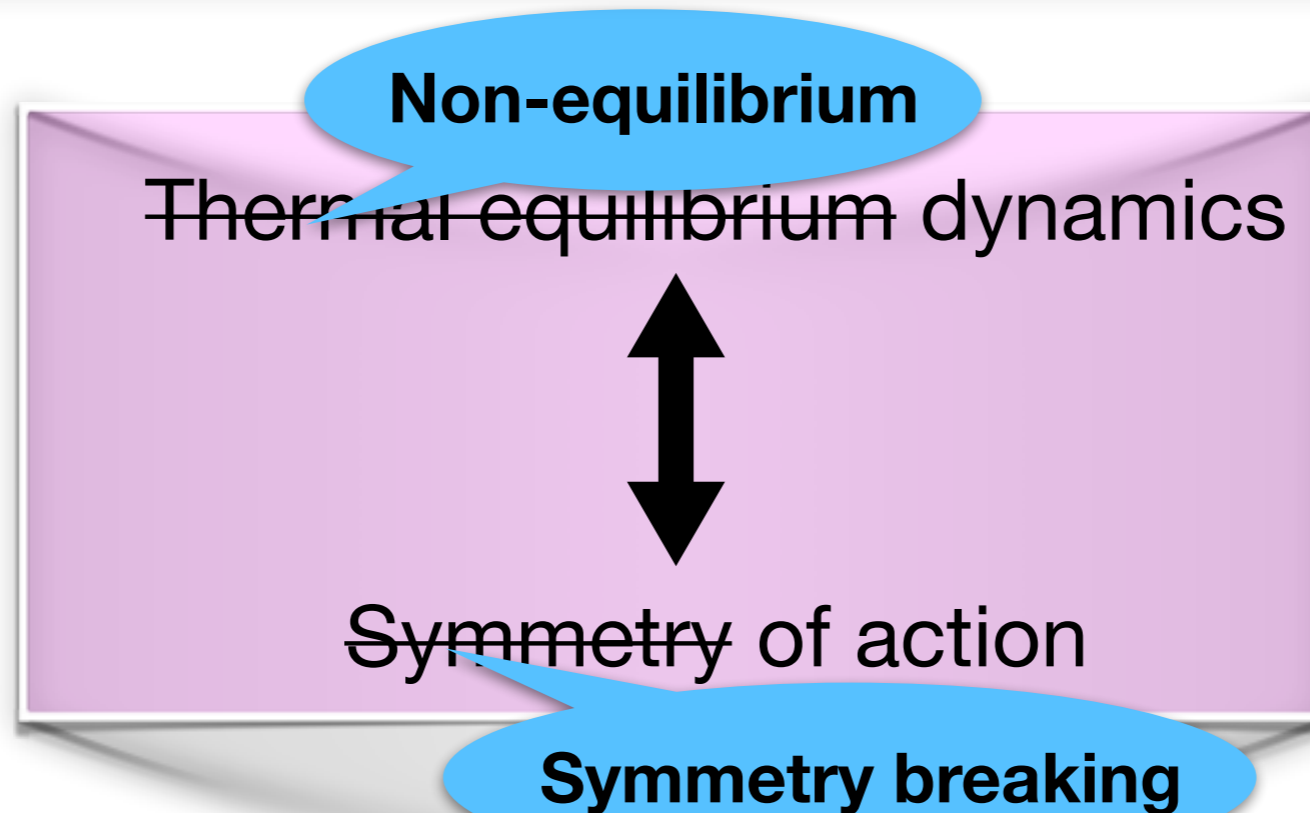 Non-equilibrium
Thermal equilibrium dynamics
Symmetry of action
Symmetry breaking